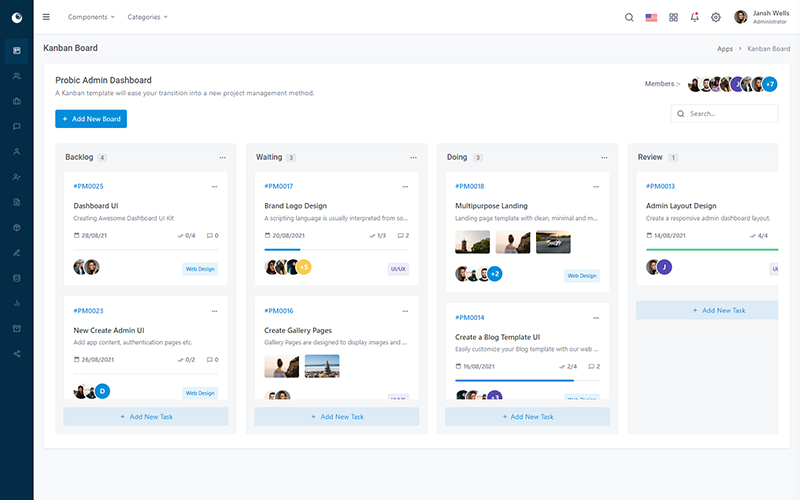 Components
Categories
Jansh Wells
Administrator
Kanban Board
Apps > Kanban Board
Probic Admin Dashboard
A Kanban template will ease your transition into a new project management method.
Members :-
J
+7
+ Add New Board
Search...
Backlog 4 ...
#PM0025 ...
Dashboard UI
Creating Awesome Dashboard UI Kit
28/08/21 0/4 0
Web Design
#PM0023 ...
New Create Admin UI
Add app content, authentication pages etc.
26/08/2021 0/2 0
D
Web Design
+ Add New Task
Waiting 3 ...
#PM0017 ...
Brand Logo Design
A scripting language is usually interpreted from so...
20/08/2021 1/3 2
+5
UI/UX
#PM0016 ...
Create Gallery Pages
Gallery Pages are designed to display images and ...
UI/UX
+ Add New Task
Doing 3 ...
#PM0018 ...
Multipurpose Landing
Landing page template with clean, minimal and m...
+2
Web Design
#PM0014 ...
Create a Blog Template UI
Easily customize your Blog template with our web ...
16/08/2021 2/4 2
+3
Web Design
+ Add New Task
Review 1
#PM0013
Admin Layout Design
Create a responsive admin dashboard layout.
14/08/2021 4/4
J
UI
+ Add New Task